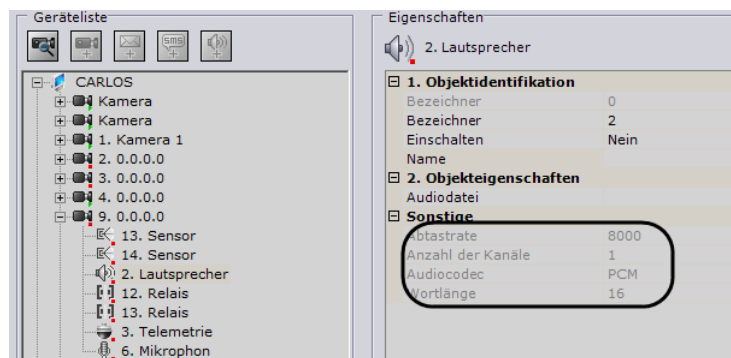 Geräteliste
sms
CARLOS
Kamera
Kamera
1. Kamera 1
2. 0.0.0.0
3. 0.0.0.0
4. 0.0.0.0
9. 0.0.0.0
13. Sensor
14. Sensor
2. Lautsprecher
12. Relais
13. Relais
3. Telemetrie
6. Mikrophon
Eigenschaften
2. Lautsprecher
1. Objektidentifikation
Bezeichner 0
Bezeichner 2
Einschalten Nein
Name
2. Objekteigenschaften
Audiodatei
Sonstige
Abtastrate 8000
Anzahl der Kanäle 1
Audiocodec PCM
Wortlänge 16